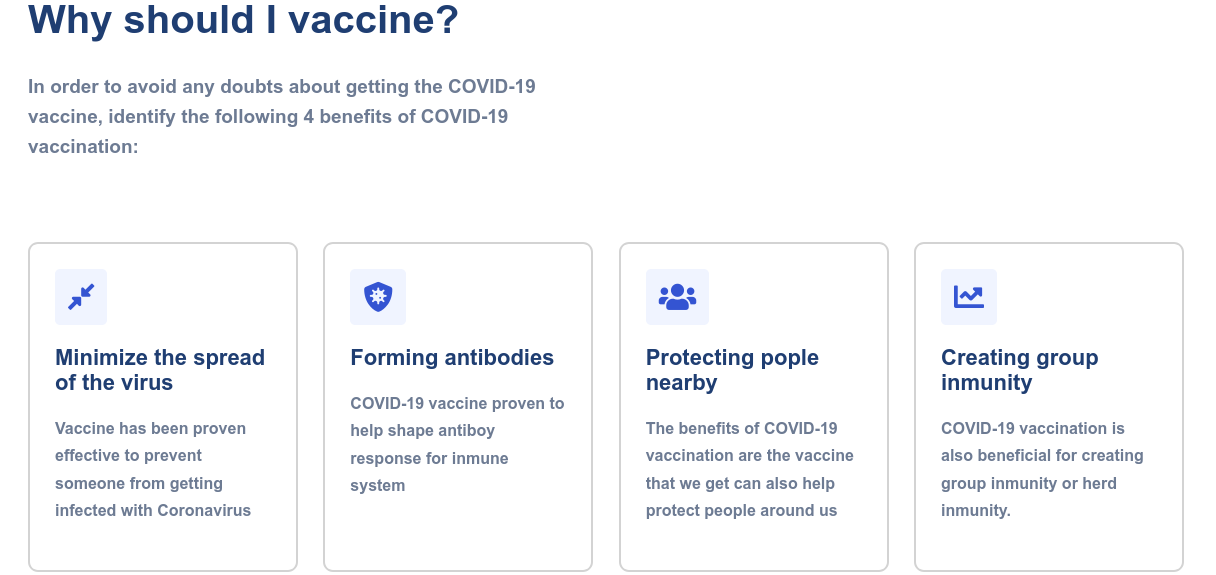 Why should I vaccine?
In order to avoid any doubts about getting the COVID-19
vaccine, identify the following 4 benefits of COVID-19
vaccination:
Minimize the spread
of the virus
Vaccine has been proven
effective to prevent
someone from getting
infected with Coronavirus
Forming antibodies
COVID-19 vaccine proven to
help shape antiboy
response for inmune
system
Protecting pople
nearby
The benefits of COVID-19
vaccination are the vaccine
that we get can also help
protect people around us
Creating group
inmunity
COVID-19 vaccination is
also beneficial for creating
group inmunity or herd
inmunity.